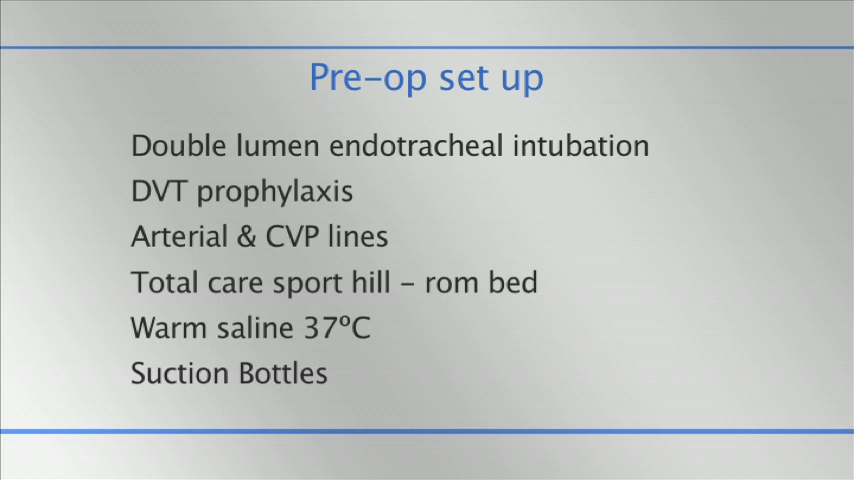 Pre-op set up
Double lumen endotracheal intubation
DVT prophylaxis
Arterial & CVP lines
Total care sport hill - rom bed
Warm saline 37ºC
Suction Bottles